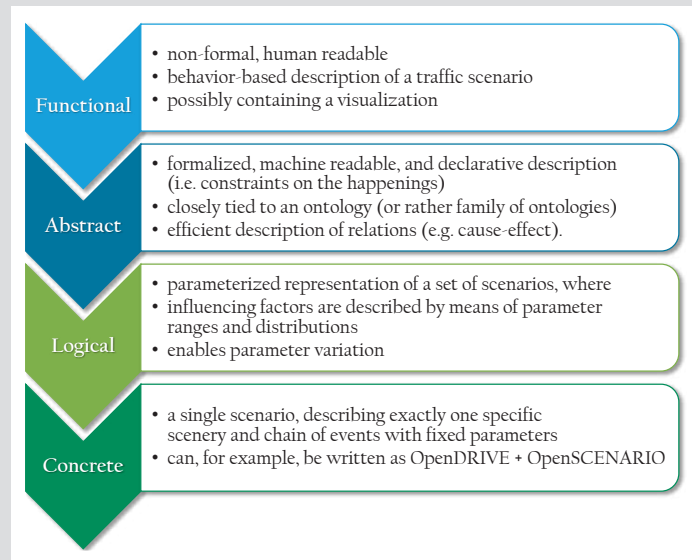 Functional
• non-formal, human readable
• behavior-based description of a traffic scenario
• possibly containing a visualization
Abstract
• formalized, machine readable, and declarative description
(i.e. constraints on the happenings)
• closely tied to an ontology (or rather family of ontologies)
• efficient description of relations (e.g. cause-effect).
Logical
• parameterized representation of a set of scenarios, where
• influencing factors are described by means of parameter
ranges and distributions
• enables parameter variation
Concrete
• a single scenario, describing exactly one specific
scenery and chain of events with fixed parameters
• can, for example, be written as OpenDRIVE + OpenSCENARIO